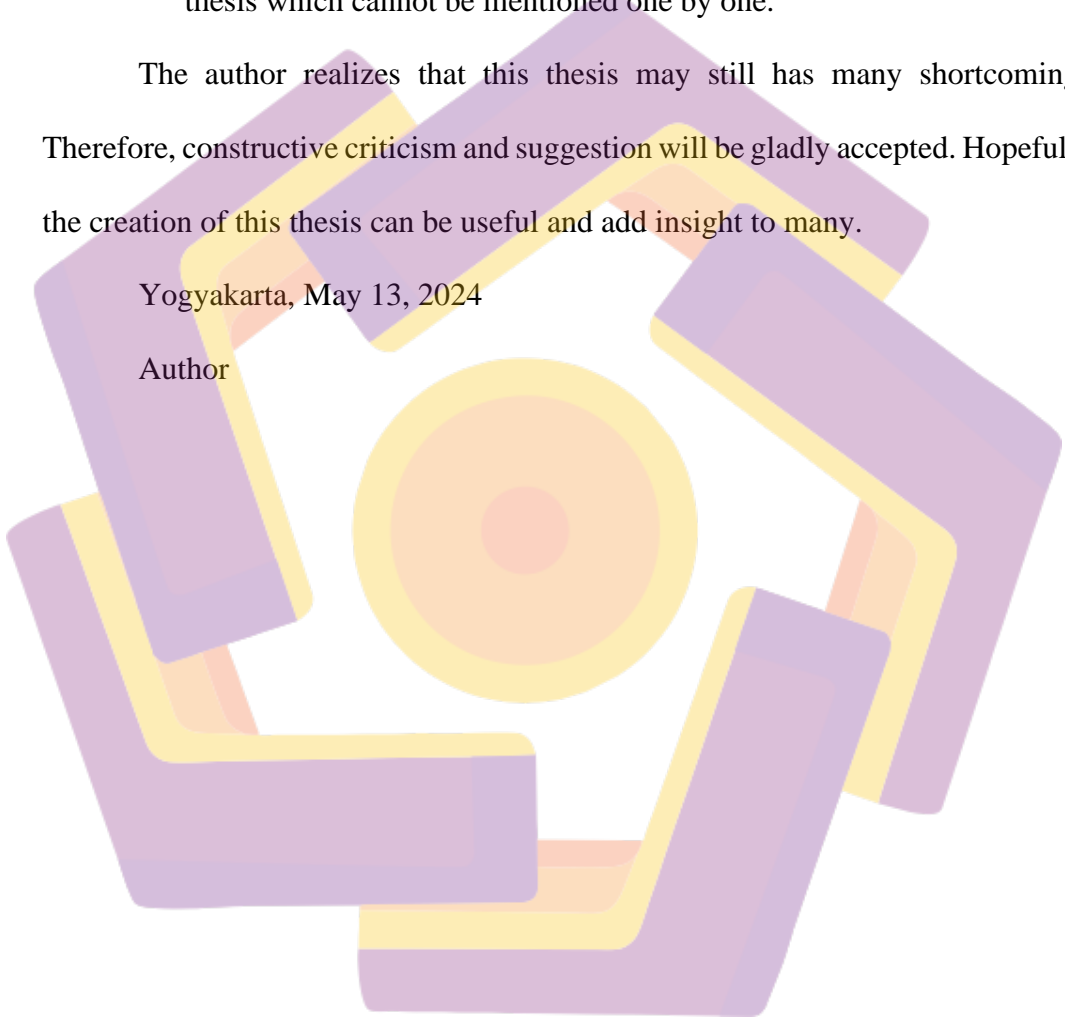 thesis which cannot be mentioned one by one.
The author realizes that this thesis may still has many shortcoming
Therefore, constructive criticism and suggestion will be gladly accepted. Hopeful
the creation of this thesis can be useful and add insight to many.
Yogyakarta, May 13, 2024
Author